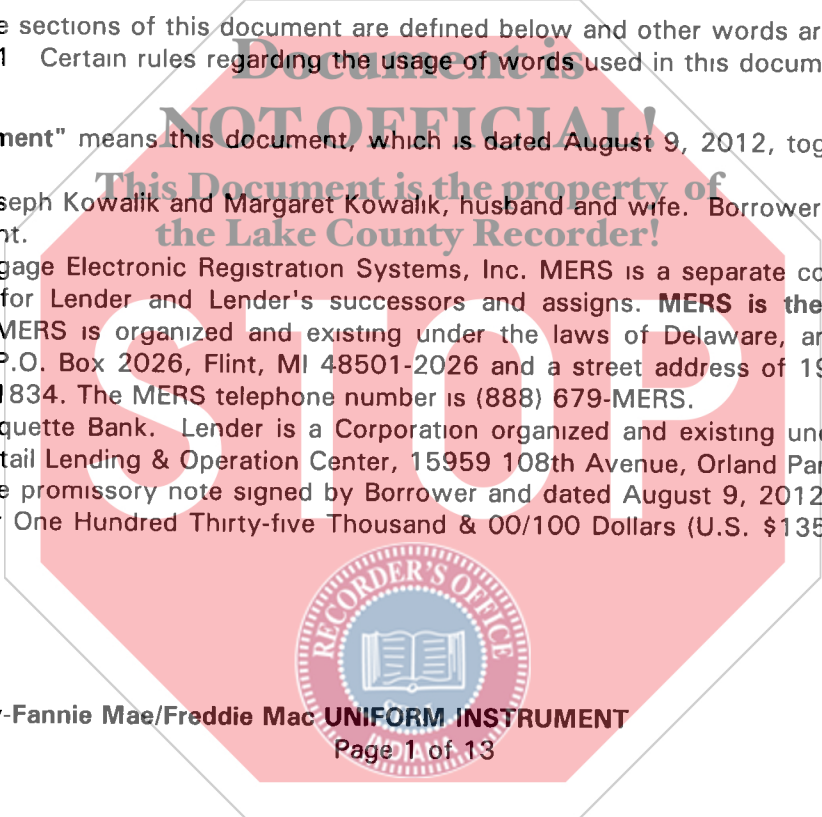 e sections of this document are defined below and other words ar
1 Certain rules regarding the usage of words used in this docum
Document is
NOT OFFICIAL!
ment" means this document, which is dated August 9, 2012, tog
This Document is the property of
seph Kowalik and Margaret Kowalik, husband and wife. Borrower
nt.
the Lake County Recorder!
gage Electronic Registration Systems, Inc. MERS is a separate co
for Lender and Lender's successors and assigns. MERS is the
MERS is organized and existing under the laws of Delaware, an
P.O. Box 2026, Flint, MI 48501-2026 and a street address of 19
1834. The MERS telephone number is (888) 679-MERS.
STOP
quette Bank. Lender is a Corporation organized and existing und
tail Lending & Operation Center, 15959 108th Avenue, Orland Par
e promissory note signed by Borrower and dated August 9, 2012
One Hundred Thirty-five Thousand & 00/100 Dollars (U.S. $135
RECORDER'S OFFICE
-Fannie Mae/Freddie Mac UNIFORM INSTRUMENT
INDIANA
Page 1 of 13